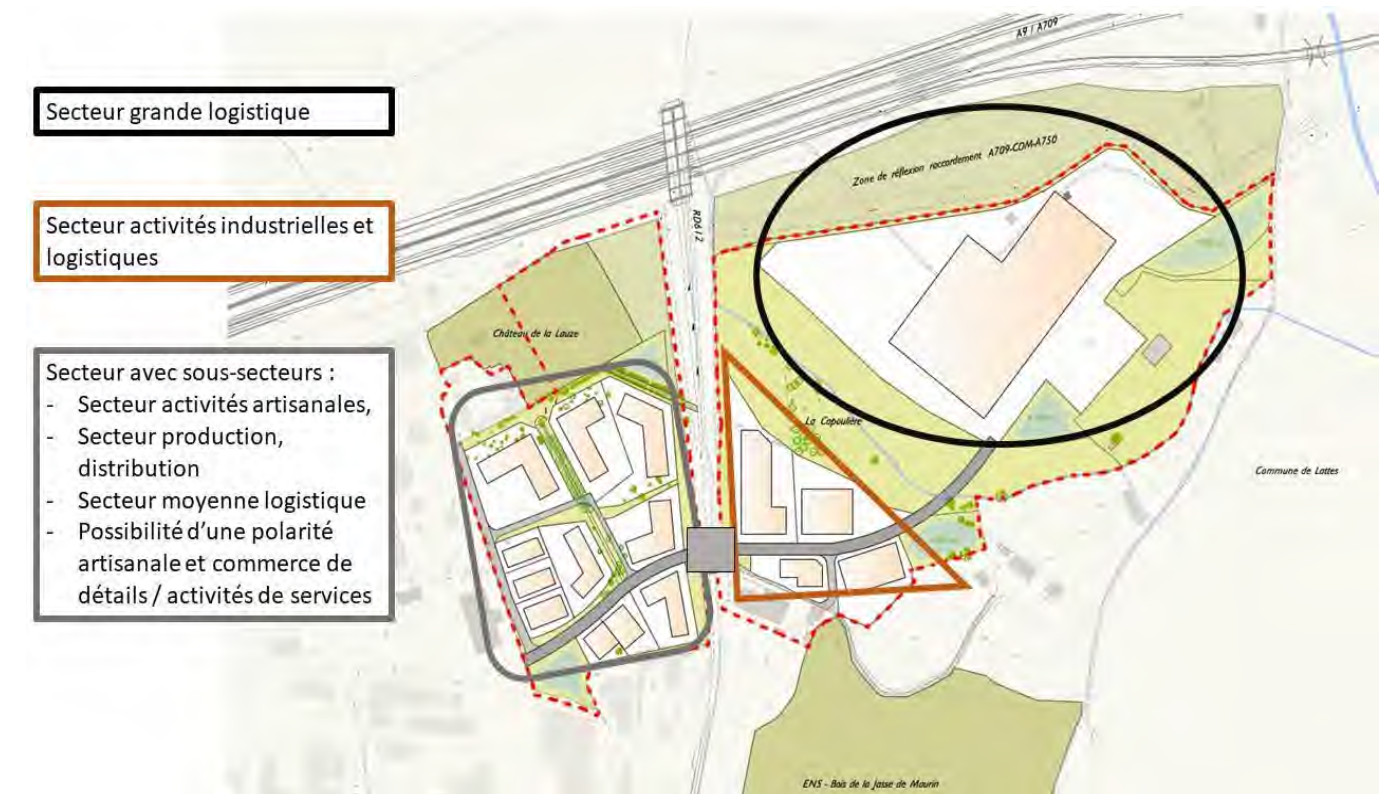 Secteur grande logistique
Secteur activités industrielles et
logistiques
Secteur avec sous-secteurs :
- Secteur activités artisanales,
- Secteur production,
distribution
- Secteur moyenne logistique
- Possibilité d'une polarité
artisanale et commerce de
détails / activités de services
A9 / A709
Zone de réflexion raccordement A709-COM-A750
RD612
Château de la Lauze
La Capoulière
Commune de Lattes
ENS - Bois de la Jasse de Maurin